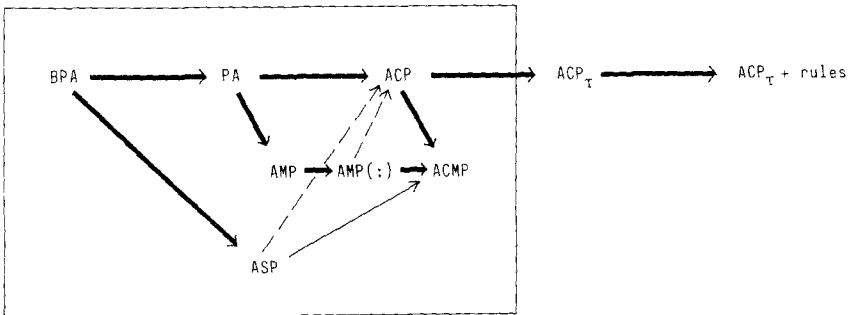 BPA PA ACP ACPτ ACPτ + rules
AMP AMP(:) ACMP
ASP